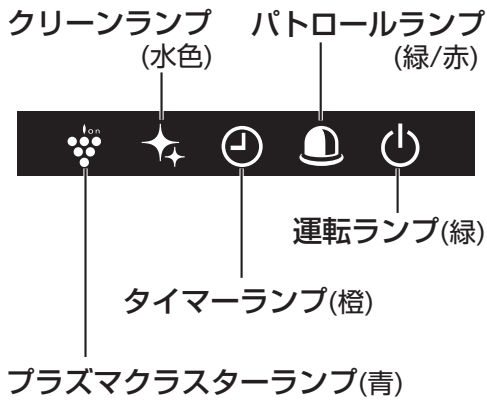 クリーンランプ
(水色)
パトロールランプ
(緑/赤)
ion
運転ランプ(緑)
タイマーランプ(橙)
プラズマクラスターランプ(青)